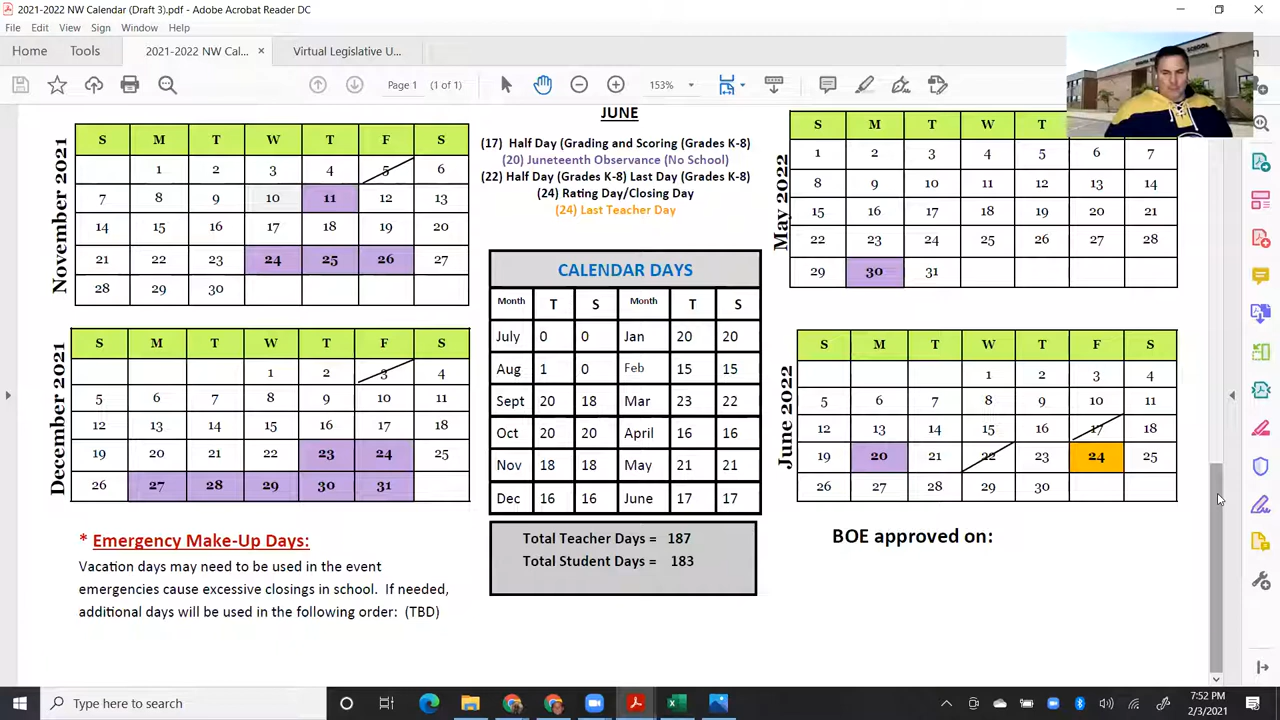 2021-2022 NW Calendar (Draft 3).pdf - Adobe Acrobat Reader DC
File Edit View Sign Window Help
Home Tools 2021-2022 NW Cal... × Virtual Legislative U...
Page 1 (1 of 1) 153%
November 2021
S M T W T F S
1 2 3 4 5 6
7 8 9 10 11 12 13
14 15 16 17 18 19 20
21 22 23 24 25 26 27
28 29 30
December 2021
S M T W T F S
1 2 3 4
5 6 7 8 9 10 11
12 13 14 15 16 17 18
19 20 21 22 23 24 25
26 27 28 29 30 31
* Emergency Make-Up Days:
Vacation days may need to be used in the event
emergencies cause excessive closings in school. If needed,
additional days will be used in the following order: (TBD)
JUNE
(17) Half Day (Grading and Scoring (Grades K-8)
(20) Juneteenth Observance (No School)
(22) Half Day (Grades K-8) Last Day (Grades K-8)
(24) Rating Day/Closing Day
(24) Last Teacher Day
CALENDAR DAYS
Month T S Month T S
July 0 0 Jan 20 20
Aug 1 0 Feb 15 15
Sept 20 18 Mar 23 22
Oct 20 20 April 16 16
Nov 18 18 May 21 21
Dec 16 16 June 17 17
Total Teacher Days = 187
Total Student Days = 183
May 2022
S M T W T
1 2 3 4 5 6 7
8 9 10 11 12 13 14
15 16 17 18 19 20 21
22 23 24 25 26 27 28
29 30 31
June 2022
S M T W T F S
1 2 3 4
5 6 7 8 9 10 11
12 13 14 15 16 17 18
19 20 21 22 23 24 25
26 27 28 29 30
BOE approved on:
SCHOOL
Type here to search
7:52 PM
2/3/2021